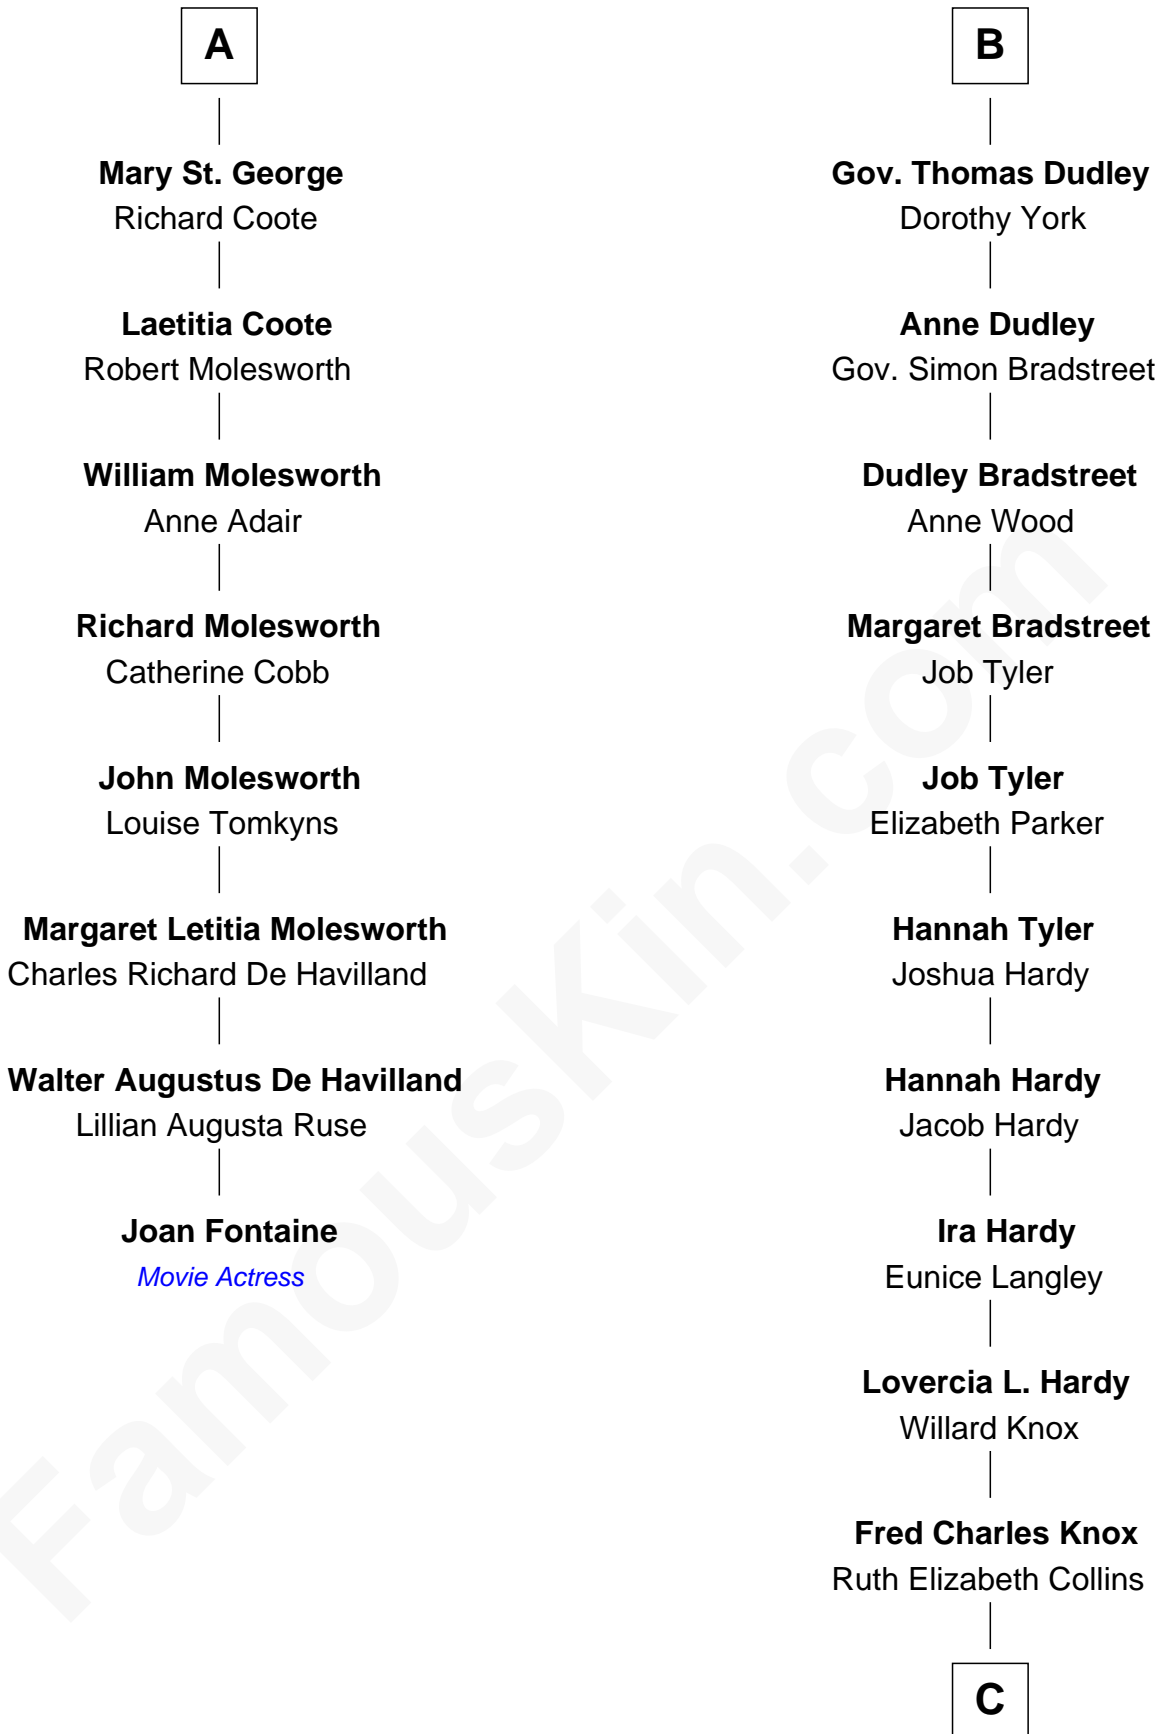 A
Mary St. George
Richard Coote
Laetitia Coote
Robert Molesworth
William Molesworth
Anne Adair
Richard Molesworth
Catherine Cobb
John Molesworth
Louise Tomkyns
Margaret Letitia Molesworth
Charles Richard De Havilland
Walter Augustus De Havilland
Lillian Augusta Ruse
Joan Fontaine
Movie Actress
B
Gov. Thomas Dudley
Dorothy York
Anne Dudley
Gov. Simon Bradstreet
Dudley Bradstreet
Anne Wood
Margaret Bradstreet
Job Tyler
Job Tyler
Elizabeth Parker
Hannah Tyler
Joshua Hardy
Hannah Hardy
Jacob Hardy
Ira Hardy
Eunice Langley
Lovercia L. Hardy
Willard Knox
Fred Charles Knox
Ruth Elizabeth Collins
C
FamousKin.com